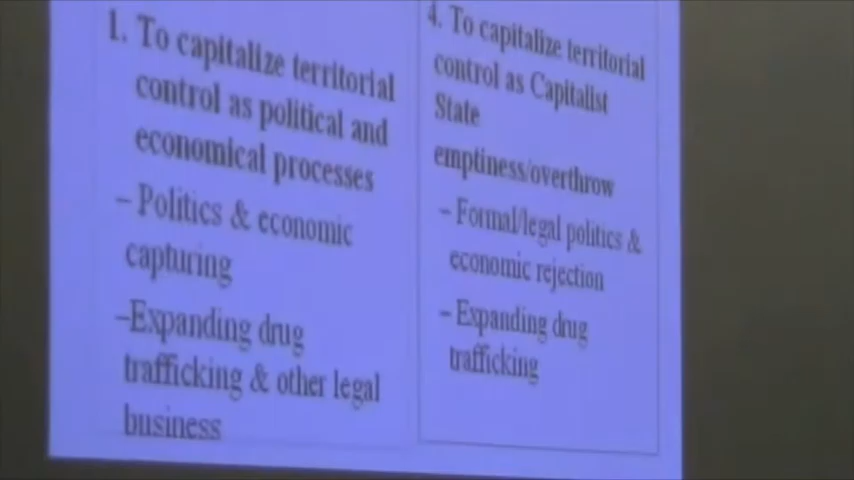 1. To capitalize territorial
control as political and
economical processes
– Politics & economic
capturing
–Expanding drug
trafficking & other legal
business
4. To capitalize territorial
control as Capitalist
State
emptiness/overthrow
– Formal/legal politics &
economic rejection
– Expanding drug
trafficking